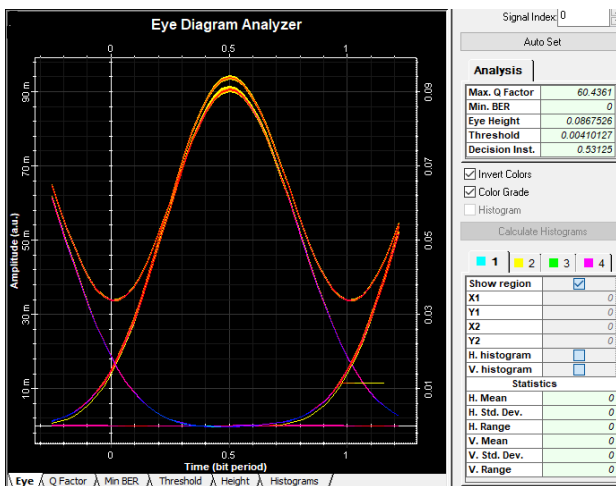 Eye Diagram Analyzer
0 0.5 1
90 m
70 m
50 m
30 m
10 m
Amplitude (a.u.)
0.09
0.07
0.05
0.03
0.01
0 0.5 1
Time (bit period)
Eye Q Factor Min BER Threshold Height Histograms
Signal Index: 0
Auto Set
Analysis
Max. Q Factor 60.4361
Min. BER 0
Eye Height 0.0867526
Threshold 0.00410127
Decision Inst. 0.53125
Invert Colors
Color Grade
Histogram
Calculate Histograms
1 2 3 4
Show region
X1 0
Y1 0
X2 0
Y2 0
H. histogram
V. histogram
Statistics
H. Mean 0
H. Std. Dev. 0
H. Range 0
V. Mean 0
V. Std. Dev. 0
V. Range 0